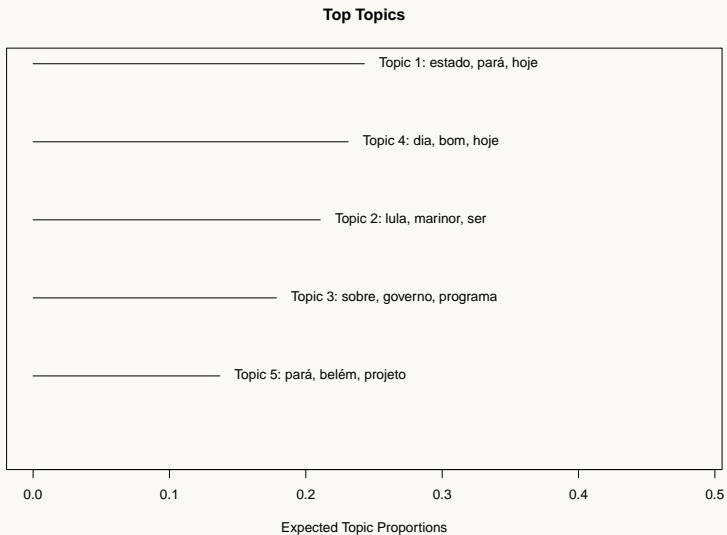 Top Topics
Topic 1: estado, pará, hoje
Topic 4: dia, bom, hoje
Topic 2: lula, marinor, ser
Topic 3: sobre, governo, programa
Topic 5: pará, belém, projeto
0.0 0.1 0.2 0.3 0.4 0.5
Expected Topic Proportions